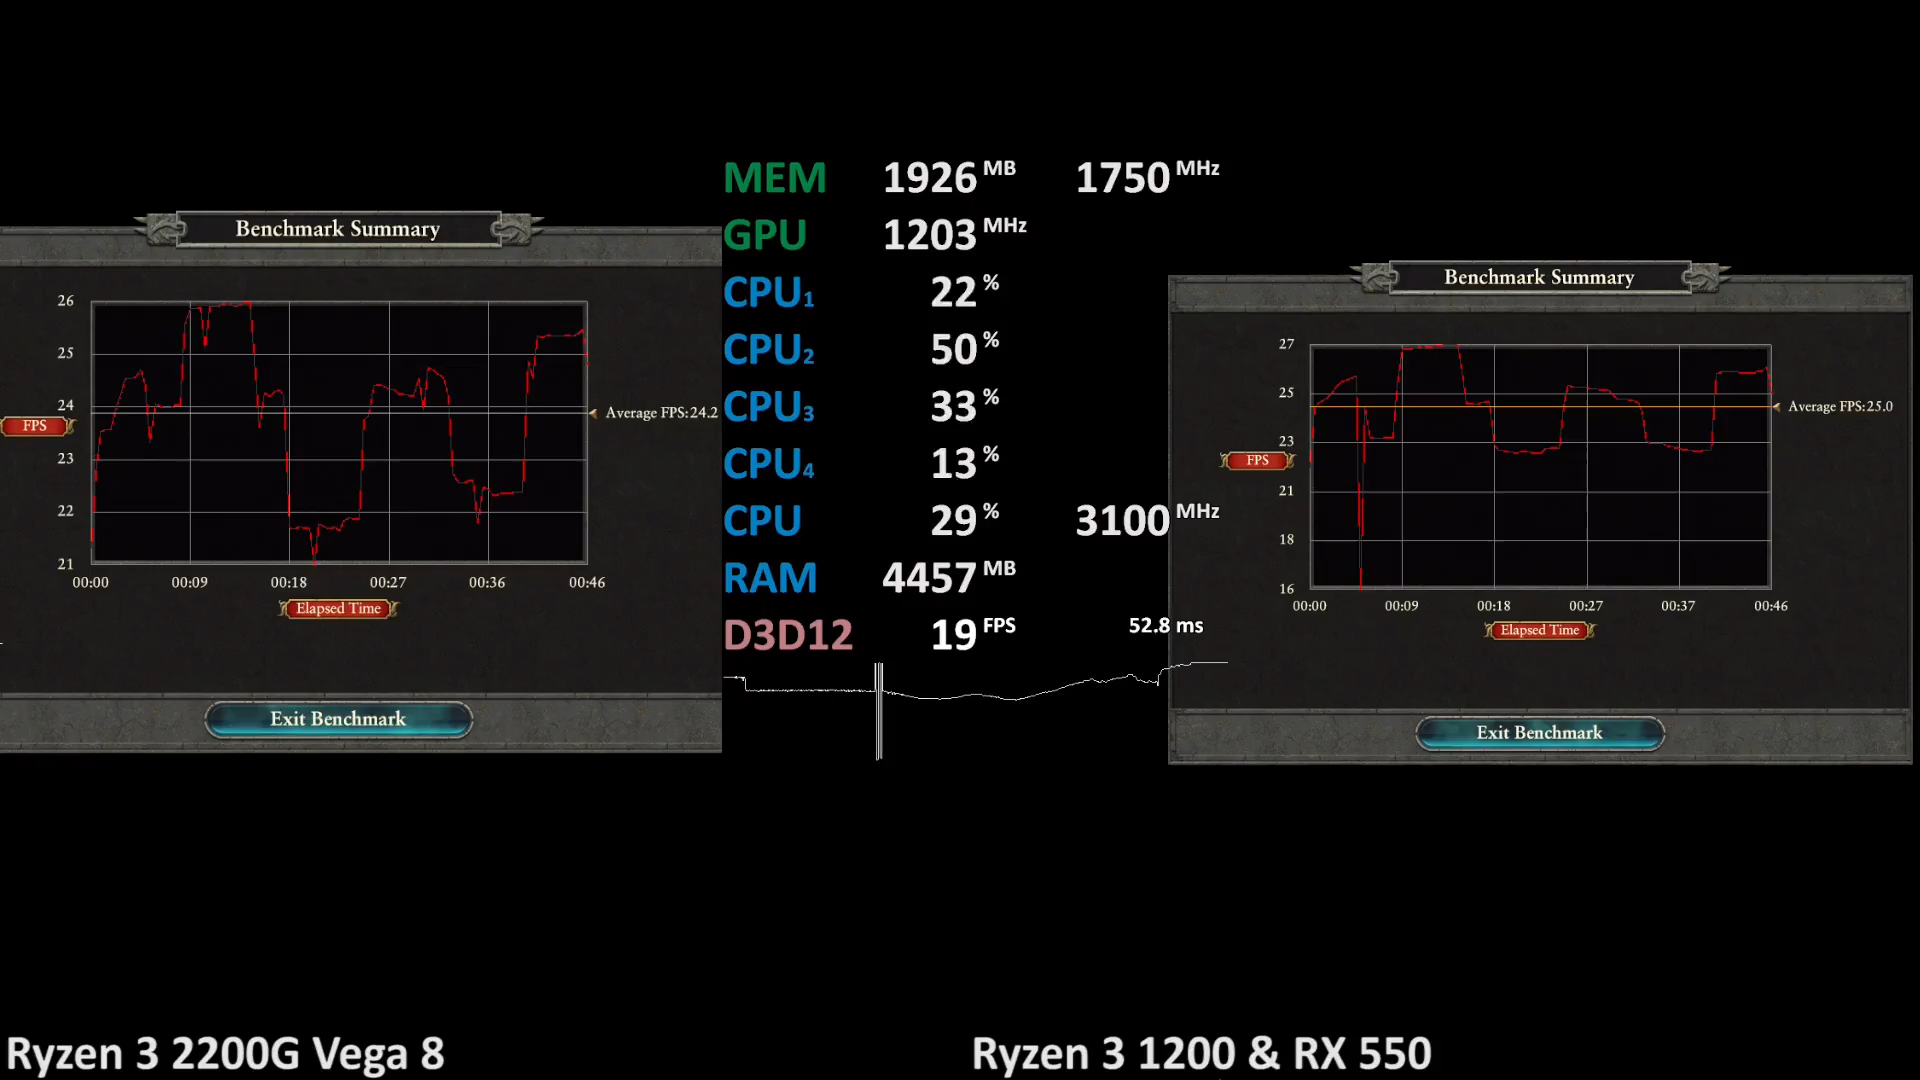 Benchmark Summary
26
25
24
23
22
21
FPS
Average FPS:24.2
00:00 00:09 00:18 00:27 00:36 00:46
Elapsed Time
Exit Benchmark
MEM 1926 MB 1750 MHz
GPU 1203 MHz
CPU1 22 %
CPU2 50 %
CPU3 33 %
CPU4 13 %
CPU 29 % 3100 MHz
RAM 4457 MB
D3D12 19 FPS 52.8 ms
Benchmark Summary
27
25
23
21
18
16
FPS
Average FPS:25.0
00:00 00:09 00:18 00:27 00:37 00:46
Elapsed Time
Exit Benchmark
Ryzen 3 2200G Vega 8
Ryzen 3 1200 & RX 550